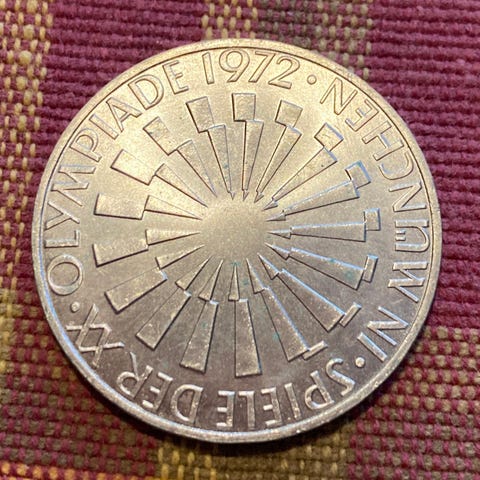 SPIELE DER XX · OLYMPIADE 1972 · IN MÜNCHEN ·